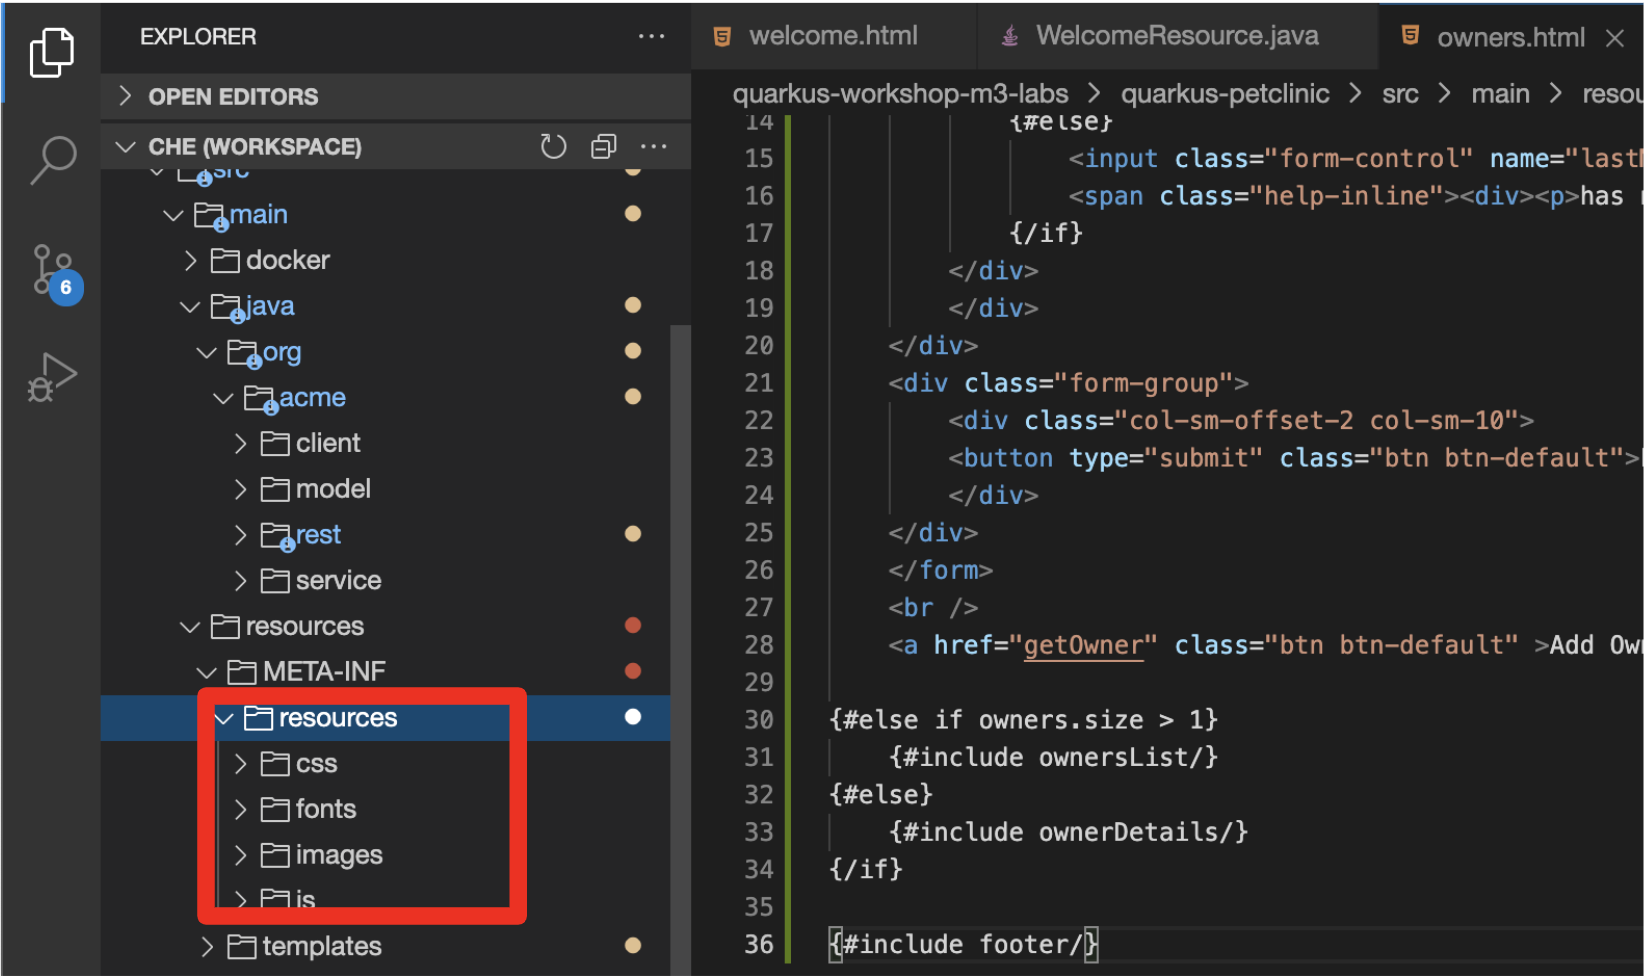 EXPLORER
OPEN EDITORS
CHE (WORKSPACE)
src
main
docker
java
org
acme
client
model
rest
service
resources
META-INF
resources
css
fonts
images
js
templates
6
welcome.html
WelcomeResource.java
owners.html
quarkus-workshop-m3-labs > quarkus-petclinic > src > main >
14 {#else}
15 <input class="form-control" name=
16 <span class="help-inline"><div><p>has
17 {/if}
18 </div>
19 </div>
20 </div>
21 <div class="form-group">
22 <div class="col-sm-offset-2 col-sm-10">
23 <button type="submit" class="btn btn-default">
24 </div>
25 </div>
26 </form>
27 <br />
28 <a href="getOwner" class="btn btn-default" >Add
29
30 {#else if owners.size > 1}
31 {#include ownersList/}
32 {#else}
33 {#include ownerDetails/}
34 {/if}
35
36 {#include footer/}